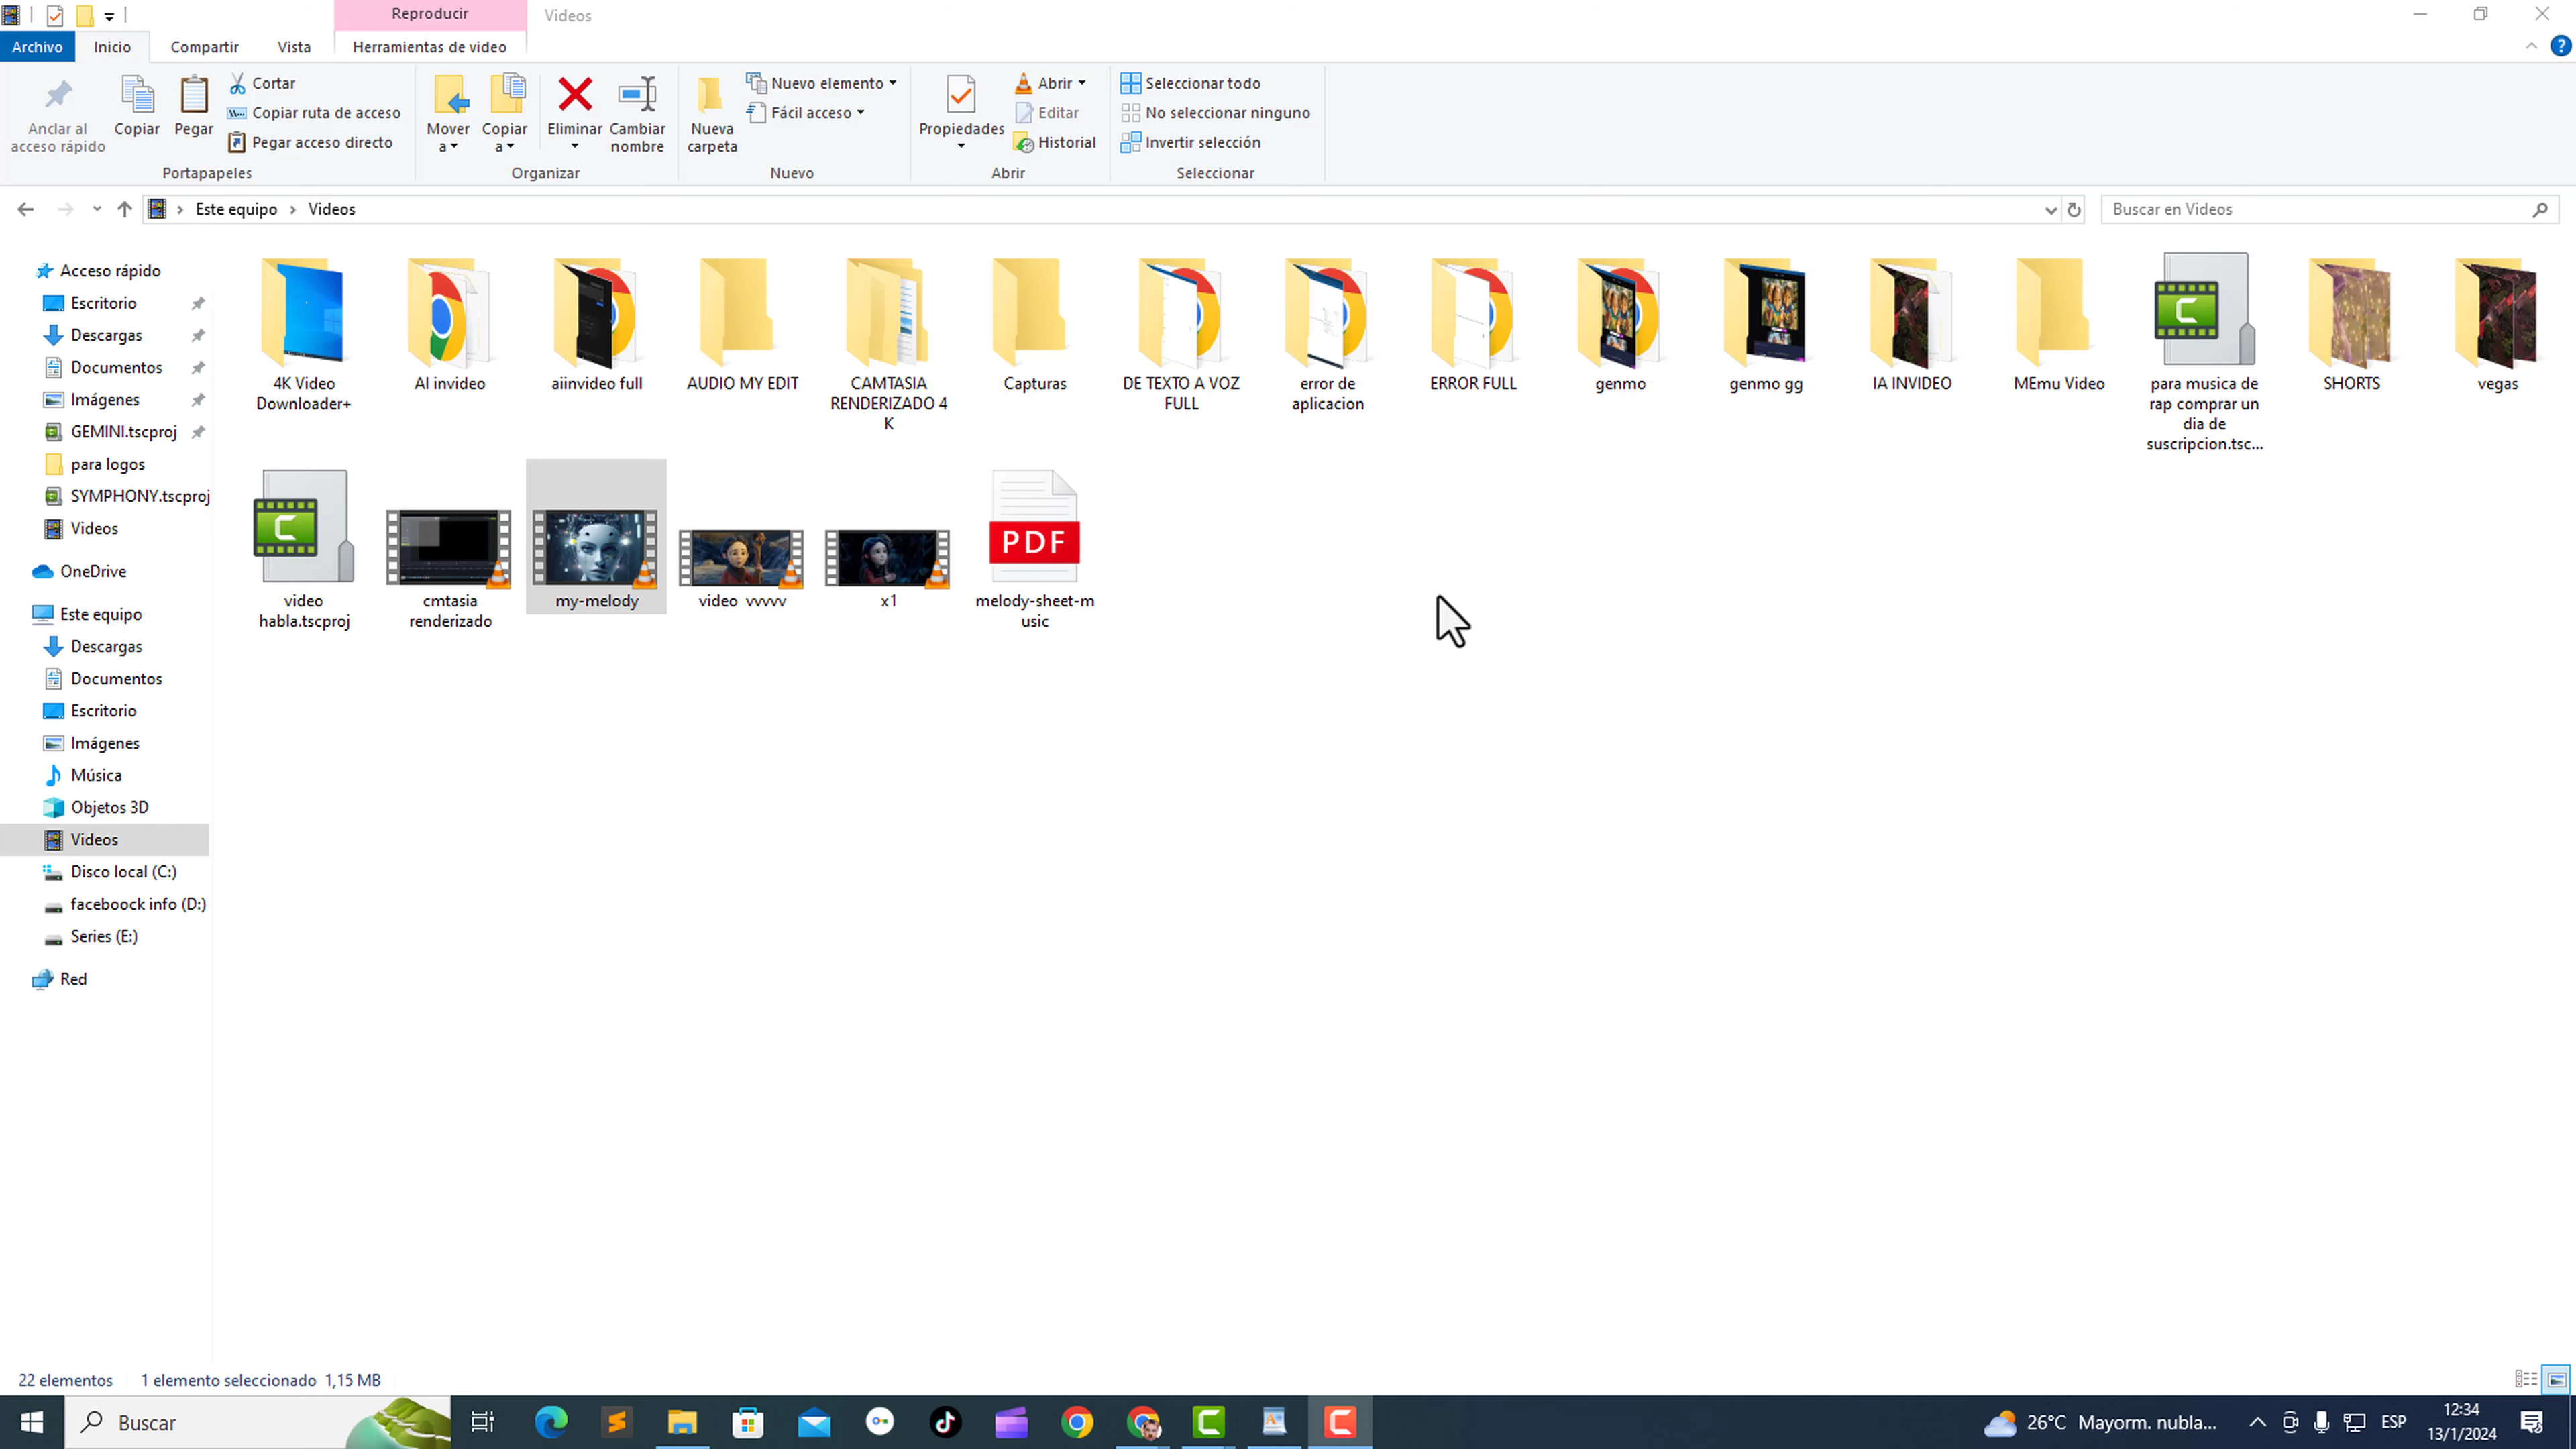 Reproducir
Videos
Archivo
Inicio
Compartir
Vista
Herramientas de video
Anclar al
acceso rápido
Copiar
Pegar
Cortar
Copiar ruta de acceso
Pegar acceso directo
Portapapeles
Mover
a
Copiar
a
Eliminar
Cambiar
nombre
Organizar
Nueva
carpeta
Nuevo elemento
Fácil acceso
Nuevo
Propiedades
Abrir
Editar
Historial
Abrir
Seleccionar todo
No seleccionar ninguno
Invertir selección
Seleccionar
Este equipo
Videos
Buscar en Videos
Acceso rápido
Escritorio
Descargas
Documentos
Imágenes
GEMINI.tscproj
para logos
SYMPHONY.tscproj
Videos
OneDrive
Este equipo
Descargas
Documentos
Escritorio
Imágenes
Música
Objetos 3D
Videos
Disco local (C:)
faceboock info (D:)
Series (E:)
Red
4K Video
Downloader+
AI invideo
aiinvideo full
AUDIO MY EDIT
CAMTASIA
RENDERIZADO 4
K
Capturas
DE TEXTO A VOZ
FULL
error de
aplicacion
ERROR FULL
genmo
genmo gg
IA INVIDEO
MEmu Video
para musica de
rap comprar un
dia de
suscripcion.tsc...
SHORTS
vegas
video
habla.tscproj
cmtasia
renderizado
my-melody
video vvvvv
x1
PDF
melody-sheet-m
usic
22 elementos
1 elemento seleccionado 1,15 MB
Buscar
26°C Mayorm. nubla...
ESP
12:34
13/1/2024